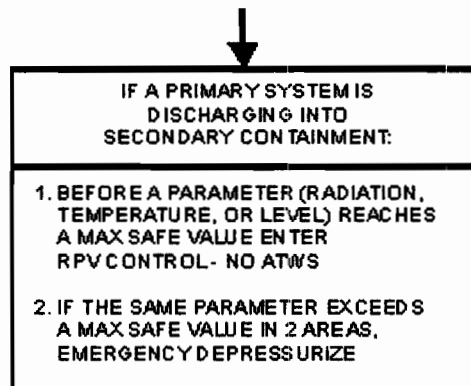 IF A PRIMARY SYSTEM IS
DISCHARGING INTO
SECONDARY CONTAINMENT:
1. BEFORE A PARAMETER (RADIATION,
TEMPERATURE, OR LEVEL) REACHES
A MAX SAFE VALUE ENTER
RPV CONTROL- NO ATWS
2. IF THE SAME PARAMETER EXCEEDS
A MAX SAFE VALUE IN 2 AREAS,
EMERGENCY DEPRESSURIZE